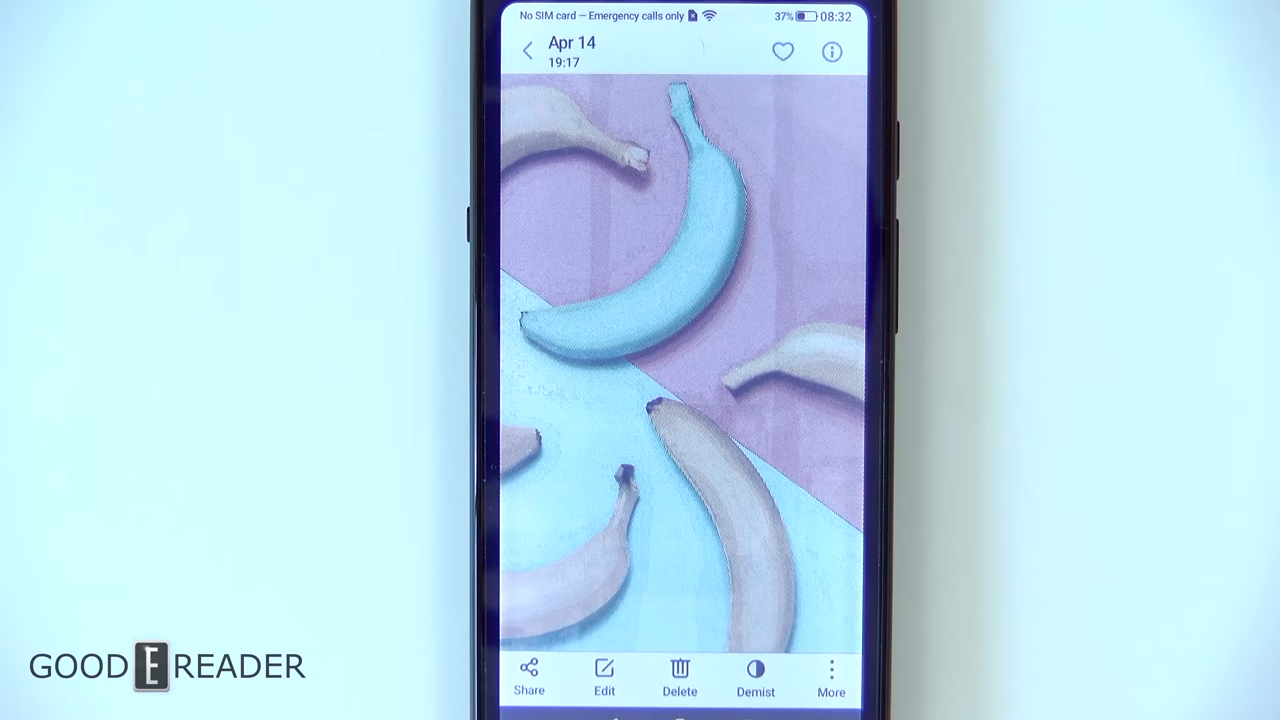 No SIM card — Emergency calls only
37% 08:32
Apr 14
19:17
Share Edit Delete Demist More
GOOD E READER